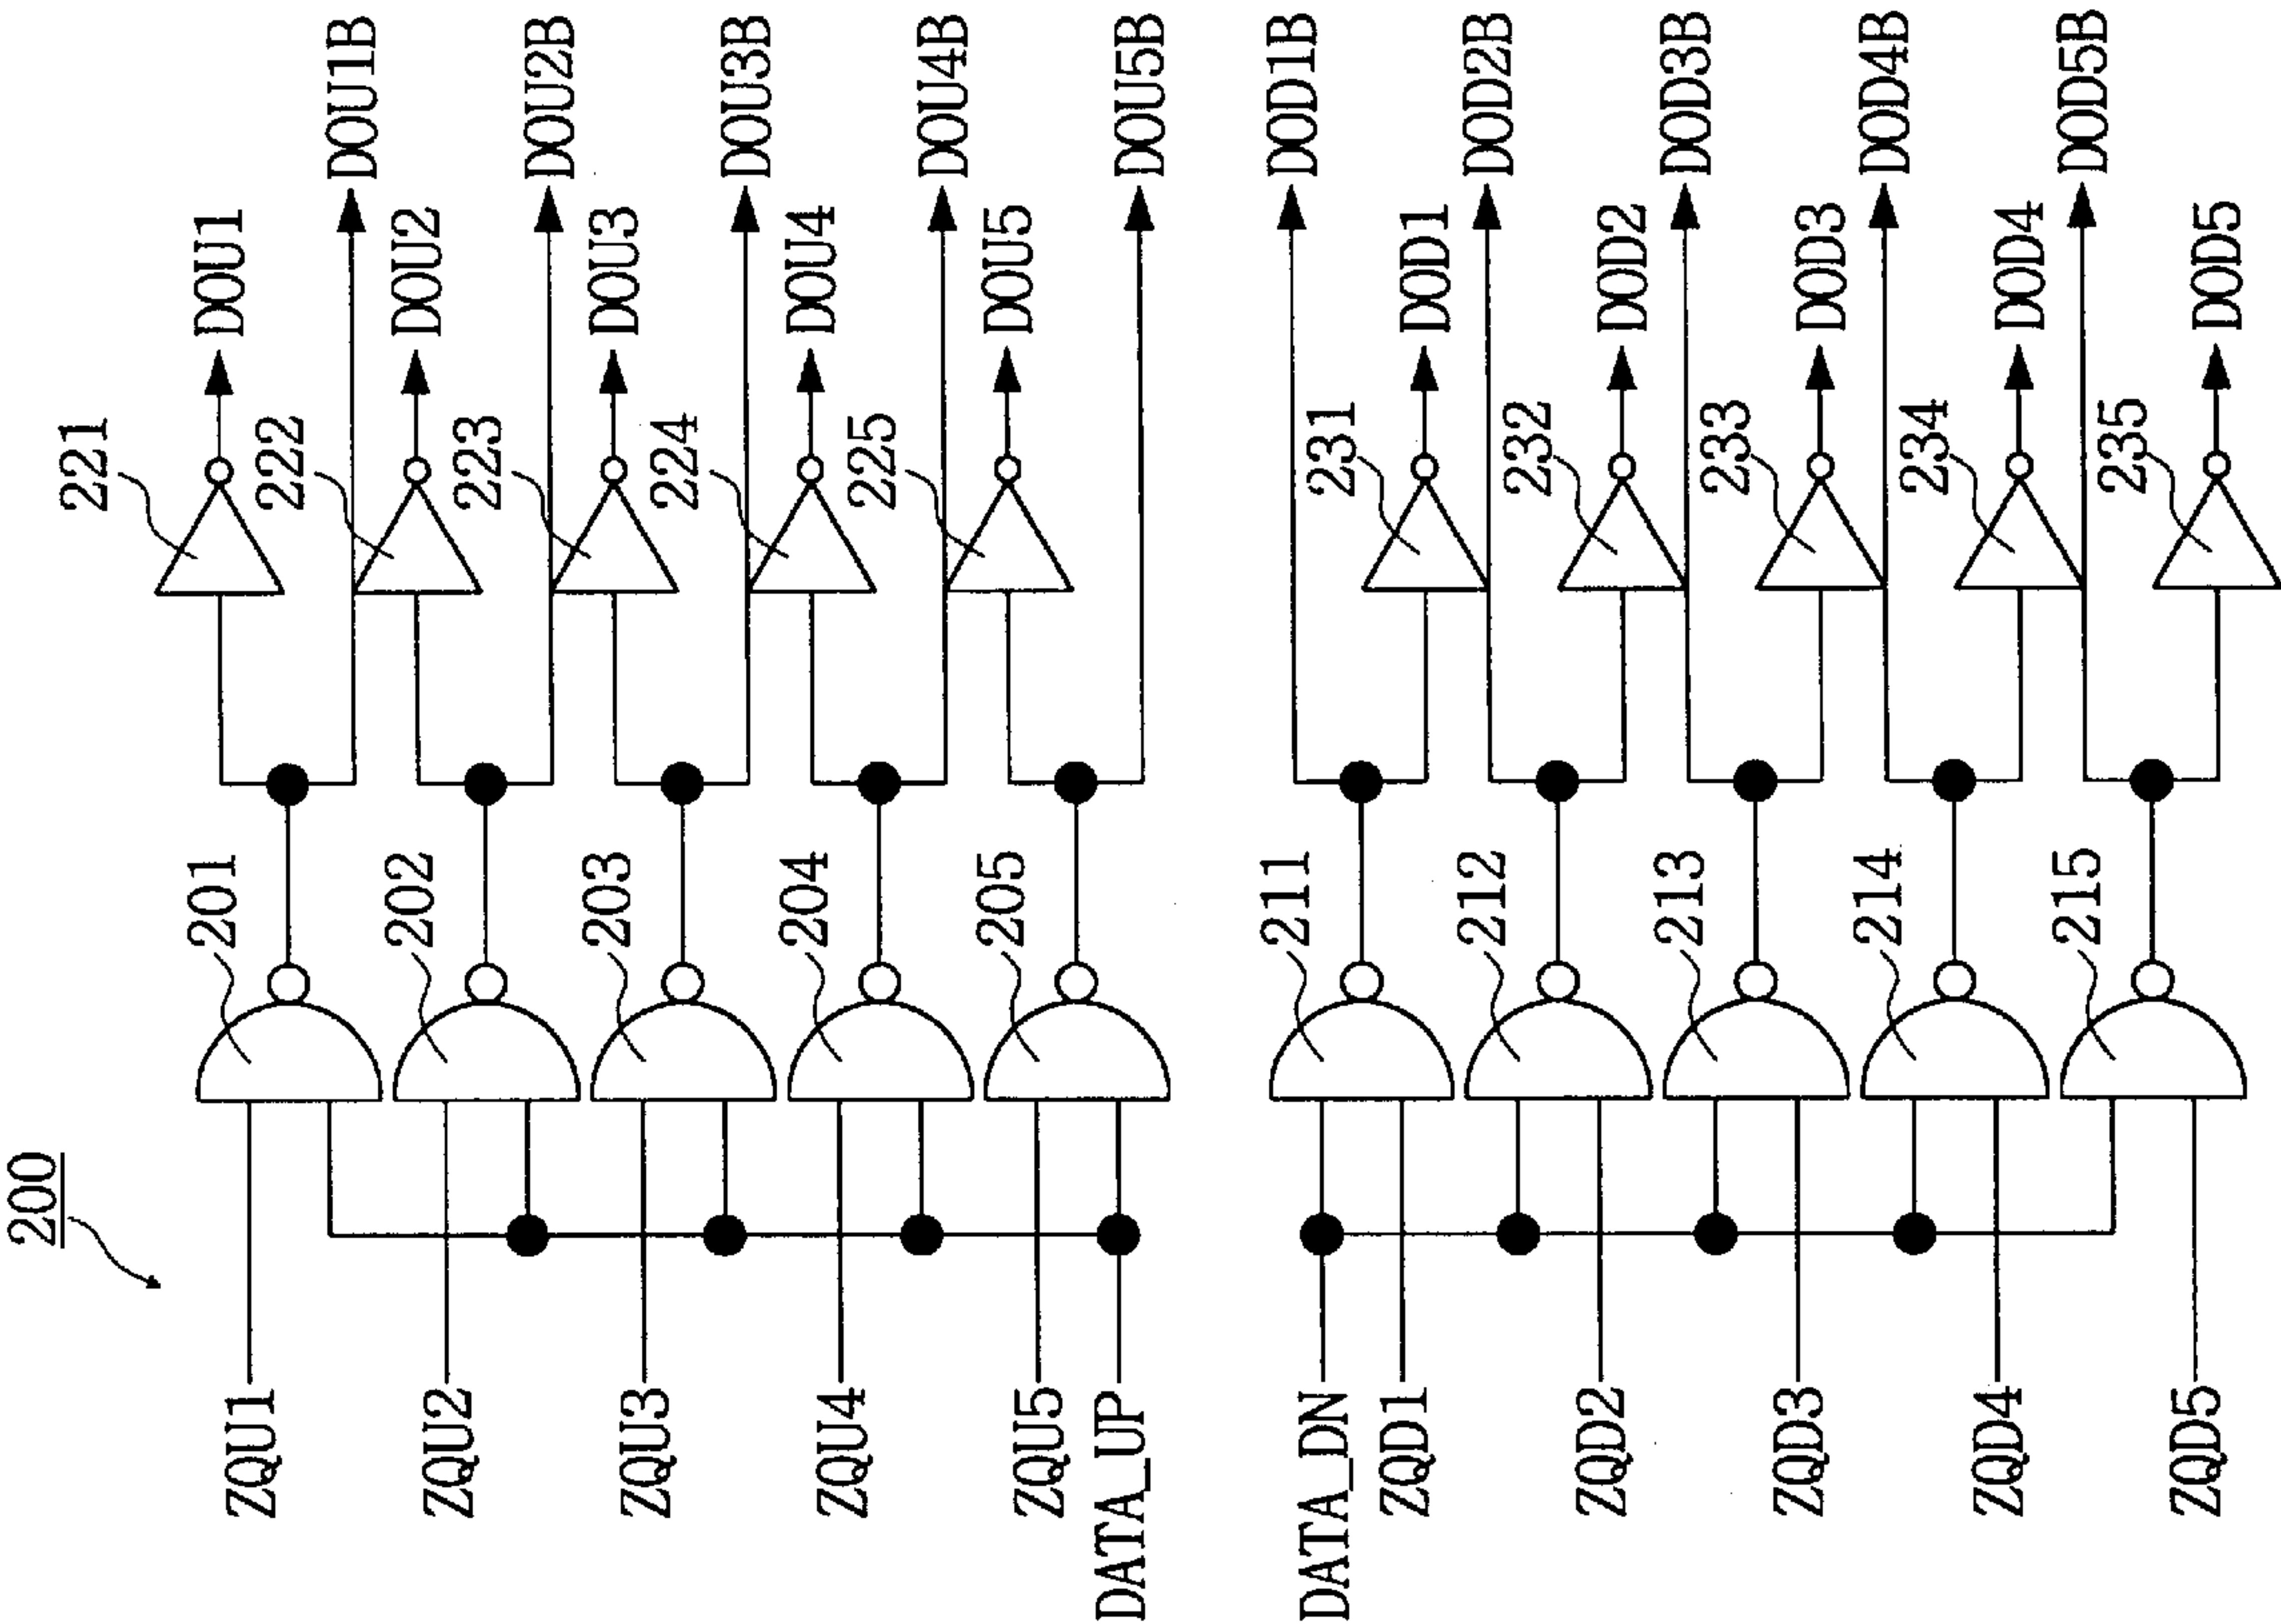 200
ZQU1
ZQU2
ZQU3
ZQU4
ZQU5
DATA_UP
DATA_DN
ZQD1
ZQD2
ZQD3
ZQD4
ZQD5
201
202
203
204
205
211
212
213
214
215
221
222
223
224
225
231
232
233
234
235
DOU1
DOU1B
DOU2
DOU2B
DOU3
DOU3B
DOU4
DOU4B
DOU5
DOU5B
DOD1B
DOD1
DOD2B
DOD2
DOD3B
DOD3
DOD4B
DOD4
DOD5B
DOD5